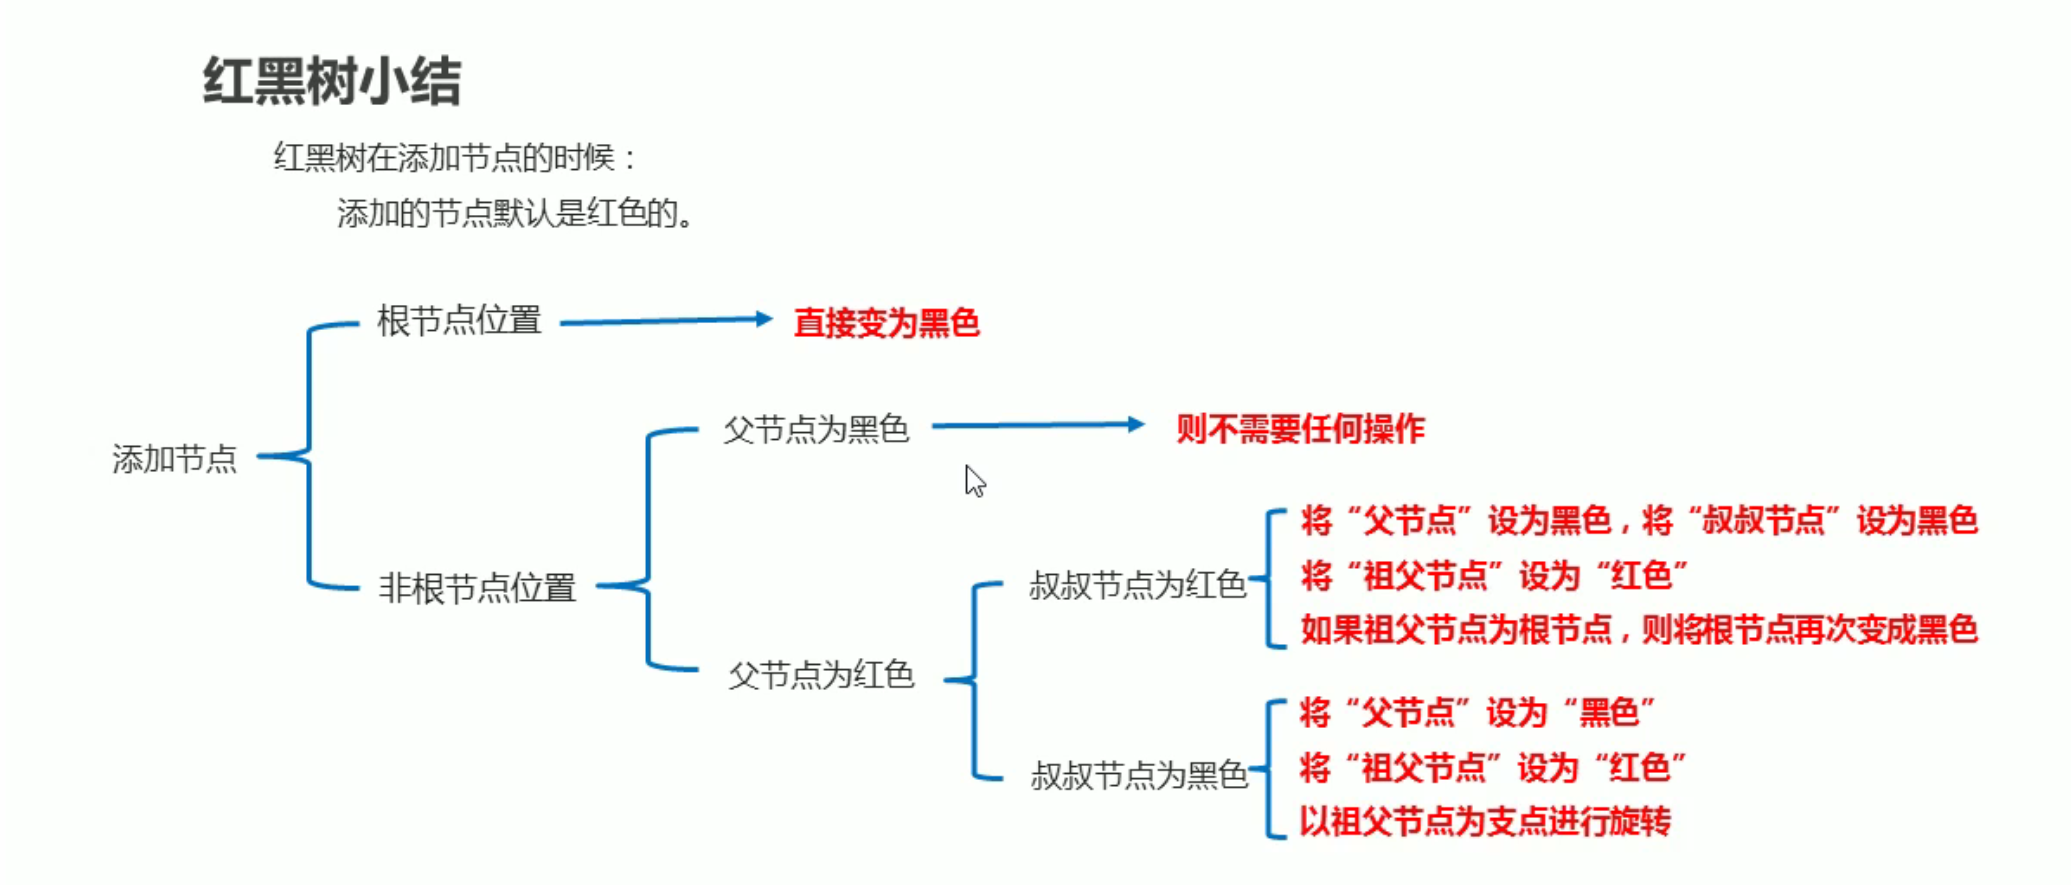 红黑树小结
红黑树在添加节点的时候：
添加的节点默认是红色的。
添加节点
根节点位置
直接变为黑色
非根节点位置
父节点为黑色
则不需要任何操作
父节点为红色
叔叔节点为红色
将“父节点”设为黑色，将“叔叔节点”设为黑色
将“祖父节点”设为“红色”
如果祖父节点为根节点，则将根节点再次变成黑色
叔叔节点为黑色
将“父节点”设为“黑色”
将“祖父节点”设为“红色”
以祖父节点为支点进行旋转